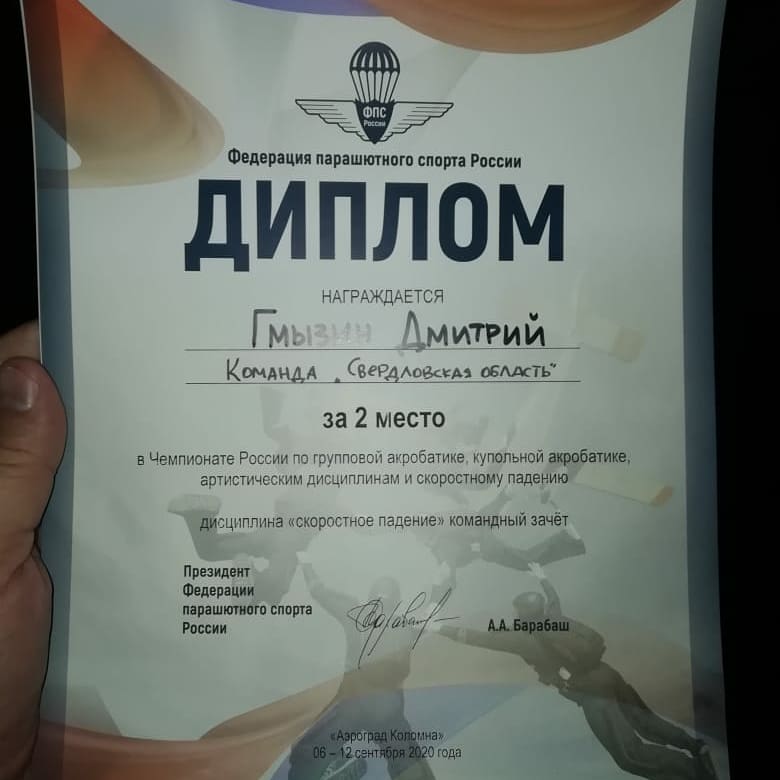 ФПС
России
Федерация парашютного спорта России
ДИПЛОМ
НАГРАЖДАЕТСЯ
Гмызин Дмитрий
Команда „Свердловская область"
за 2 место
в Чемпионате России по групповой акробатике, купольной акробатике,
артистическим дисциплинам и скоростному падению
дисциплина «скоростное падение» командный зачёт
Президент
Федерации
парашютного спорта
России
А.А. Барабаш
«Аэроград Коломна»
06 – 12 сентября 2020 года